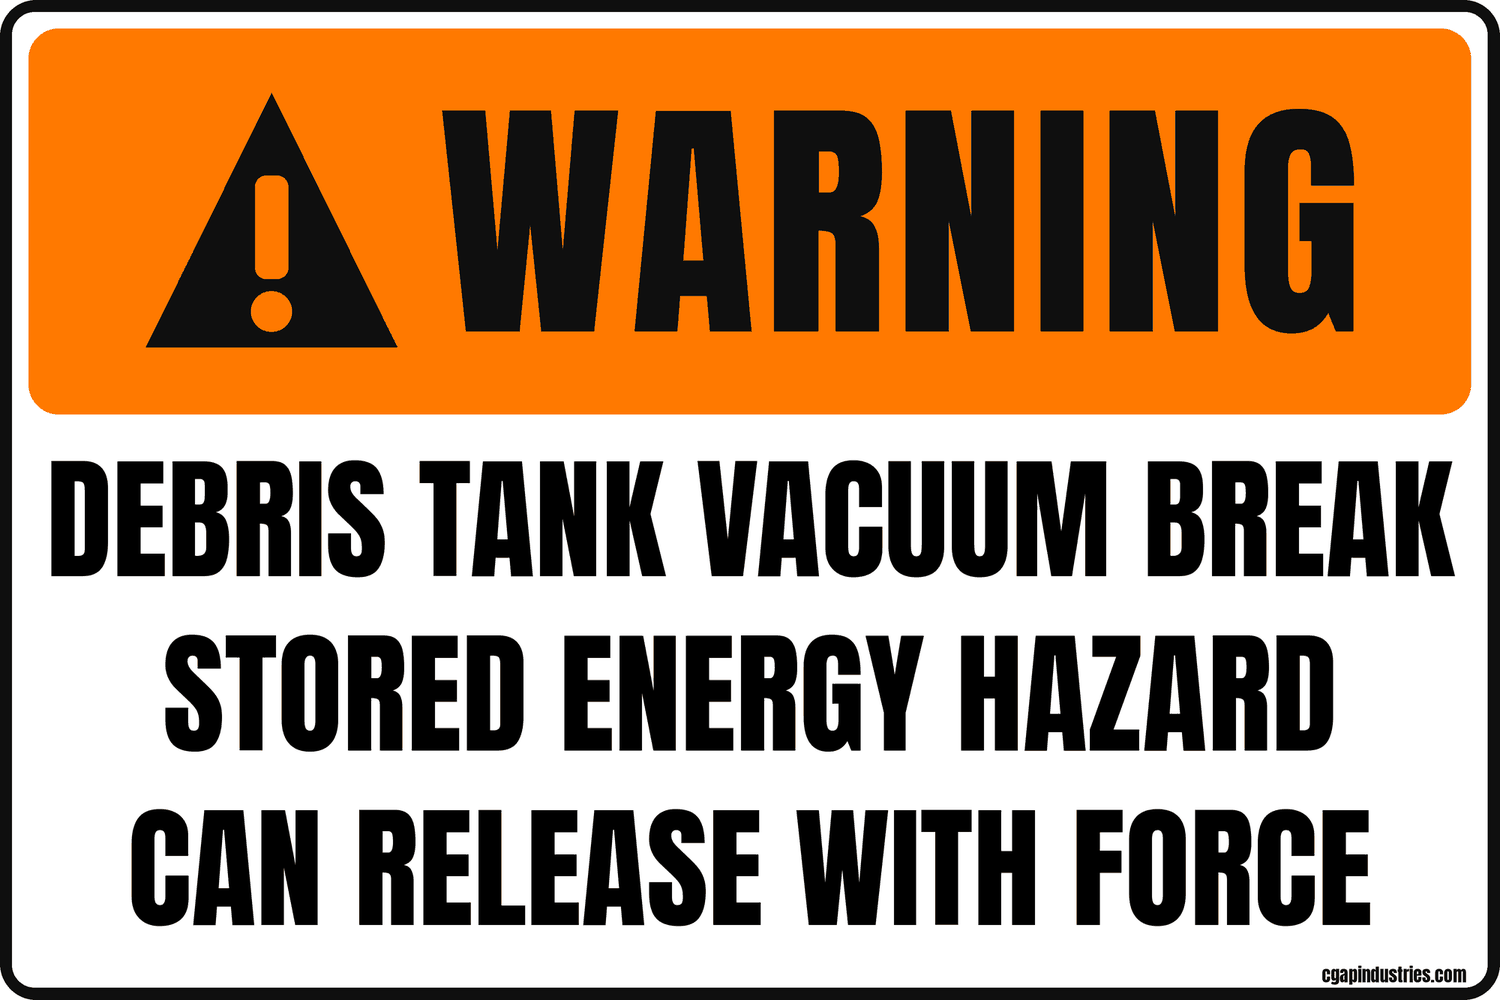 WARNING
DEBRIS TANK VACUUM BREAK
STORED ENERGY HAZARD
CAN RELEASE WITH FORCE
cgapindustries.com